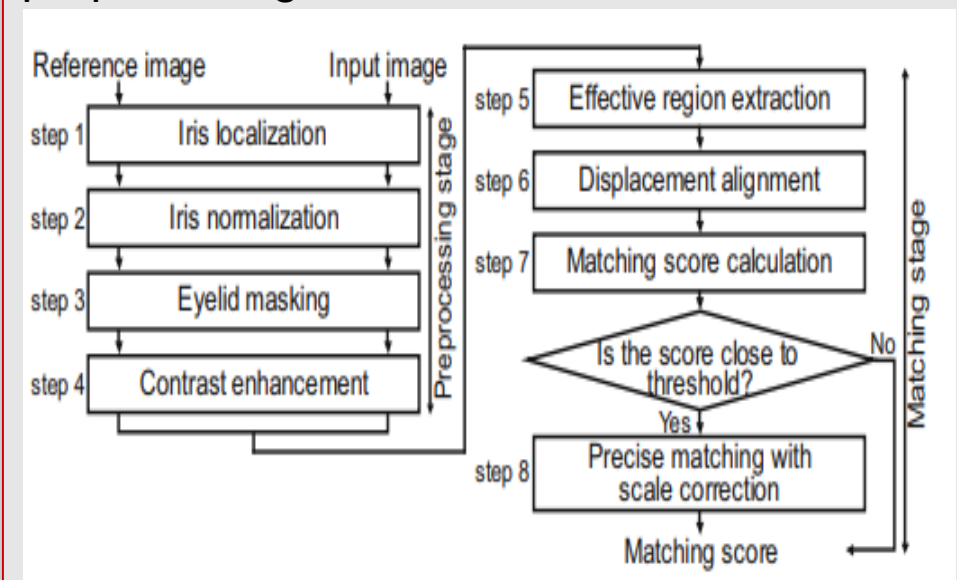 Reference image
Input image
step 1
Iris localization
step 2
Iris normalization
step 3
Eyelid masking
step 4
Contrast enhancement
Preprocessing stage
step 5
Effective region extraction
step 6
Displacement alignment
step 7
Matching score calculation
Is the score close to
threshold?
No
Yes
step 8
Precise matching with
scale correction
Matching score
Matching stage